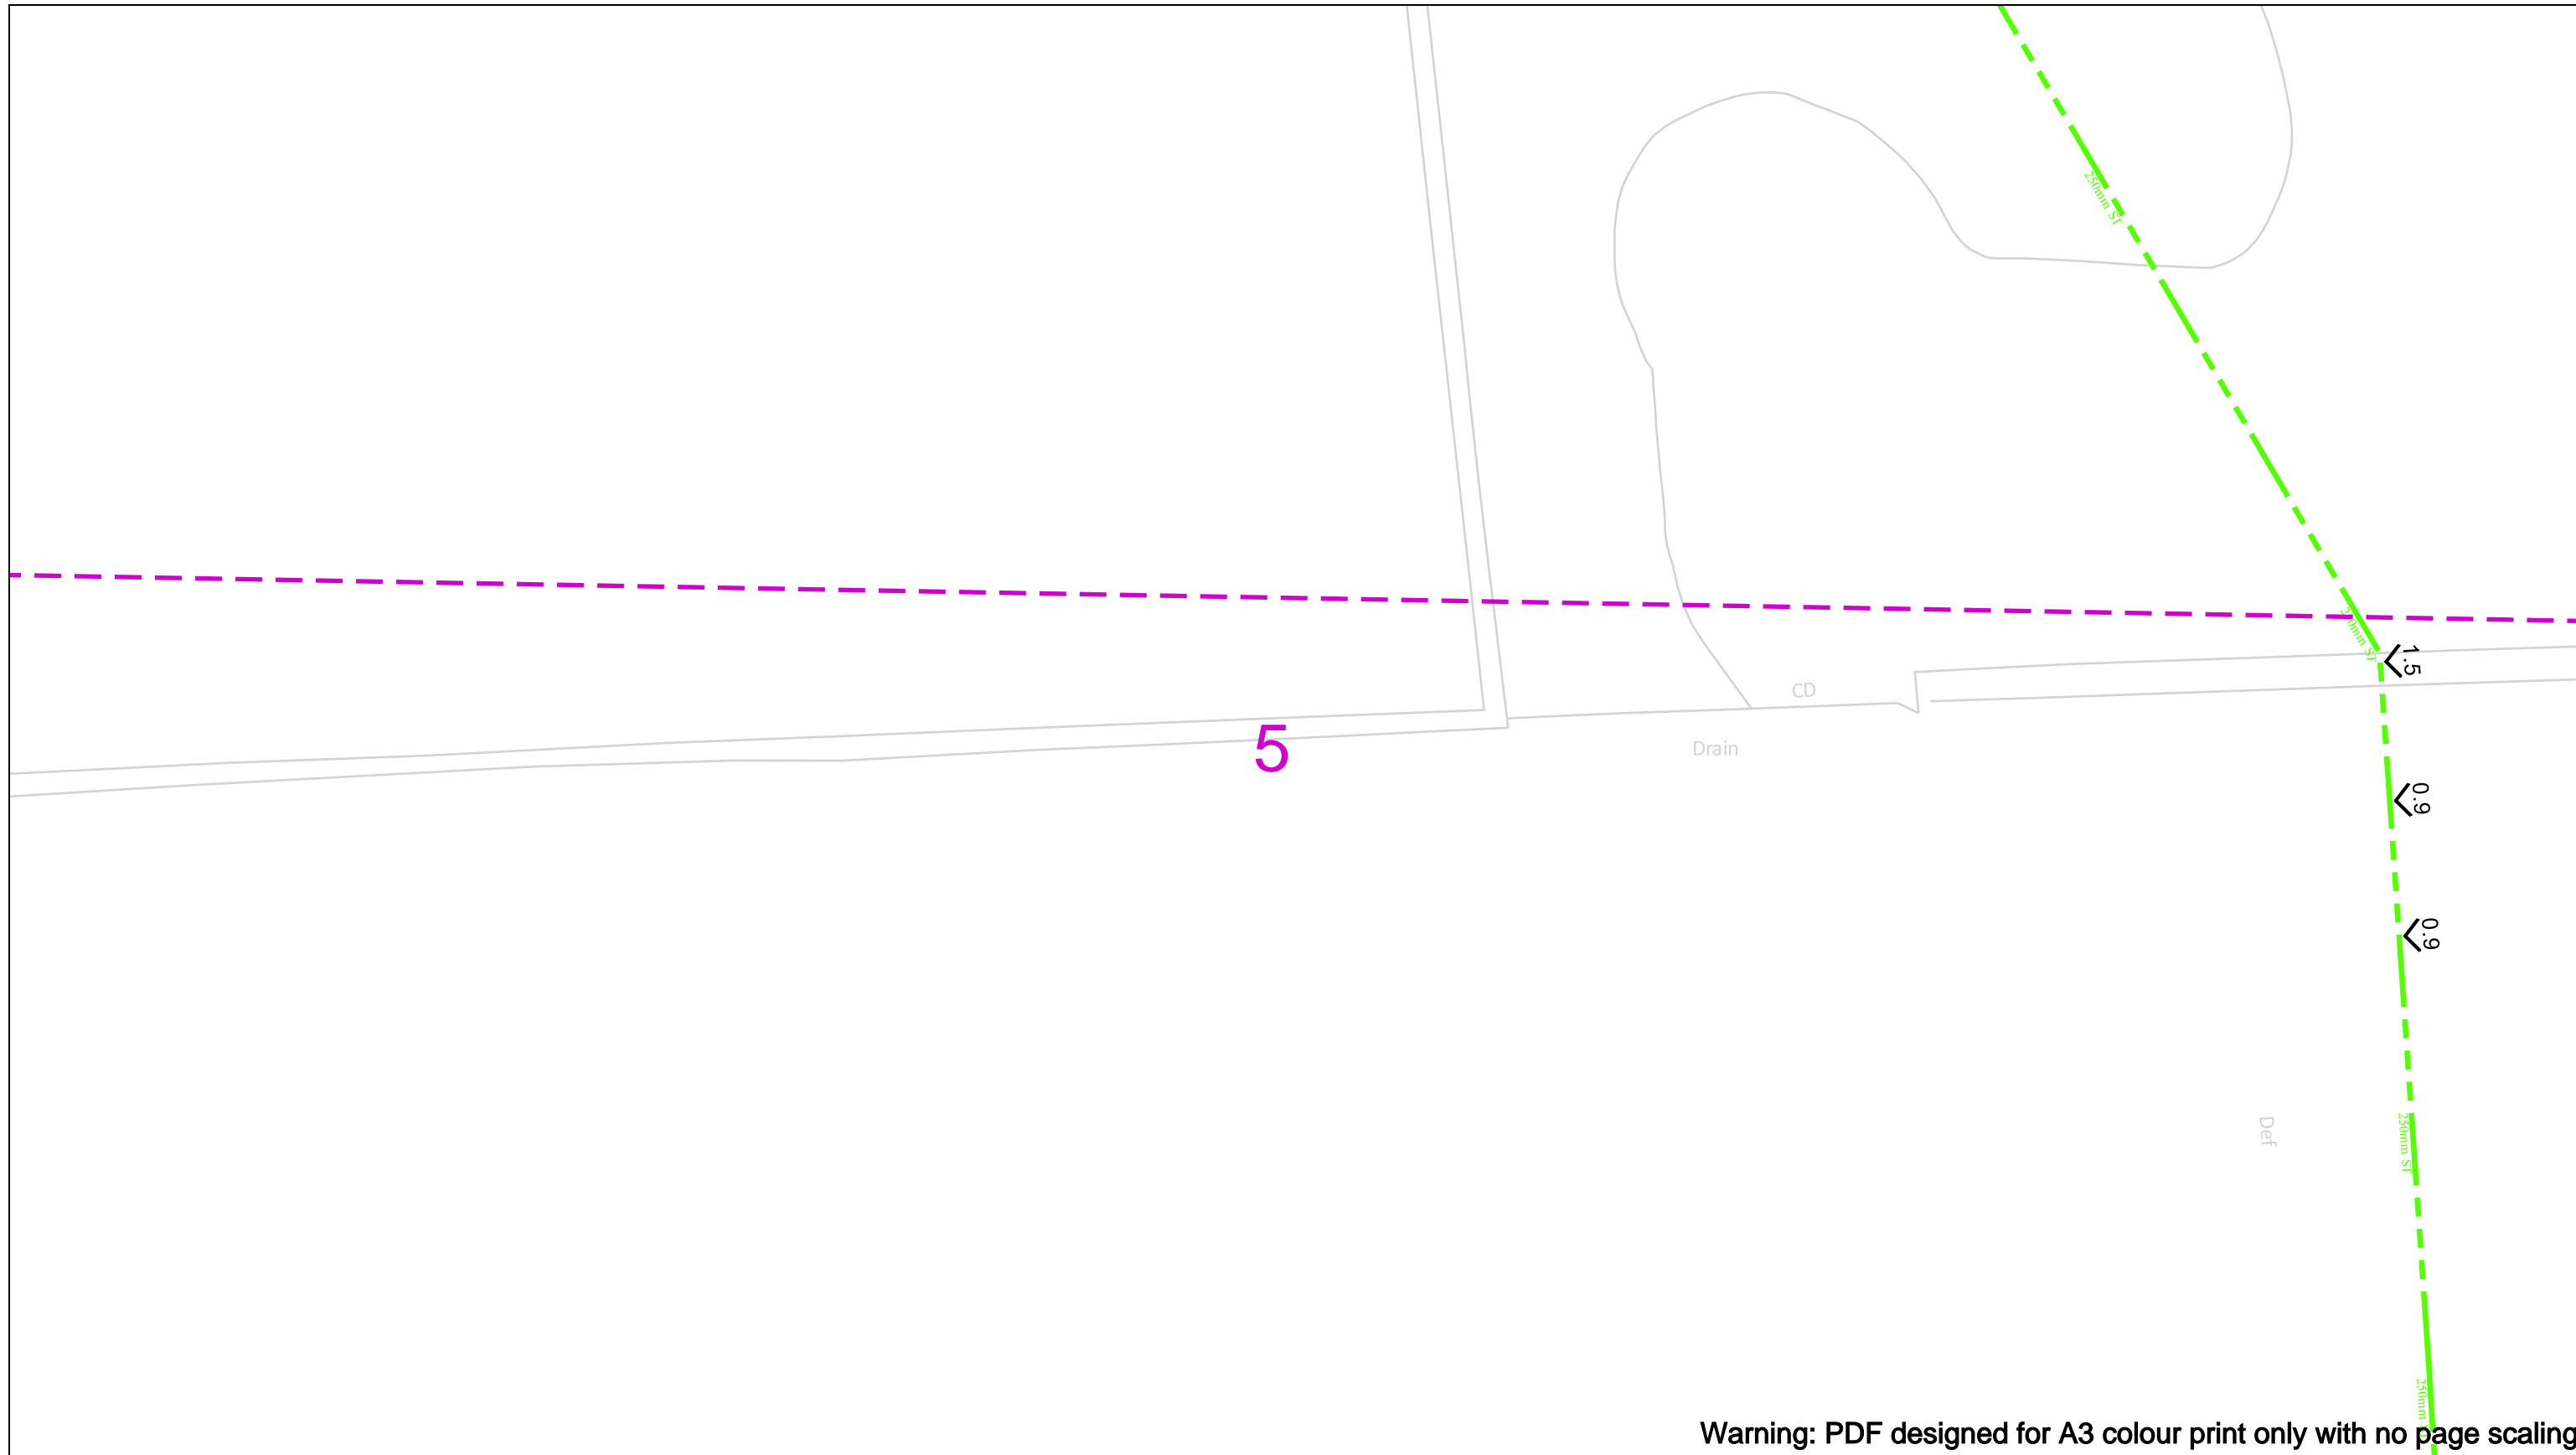 250mm ST
250mm ST
1.5
CD
5
Drain
0.9
0.9
Def
250mm ST
250mm
Warning: PDF designed for A3 colour print only with no page scaling